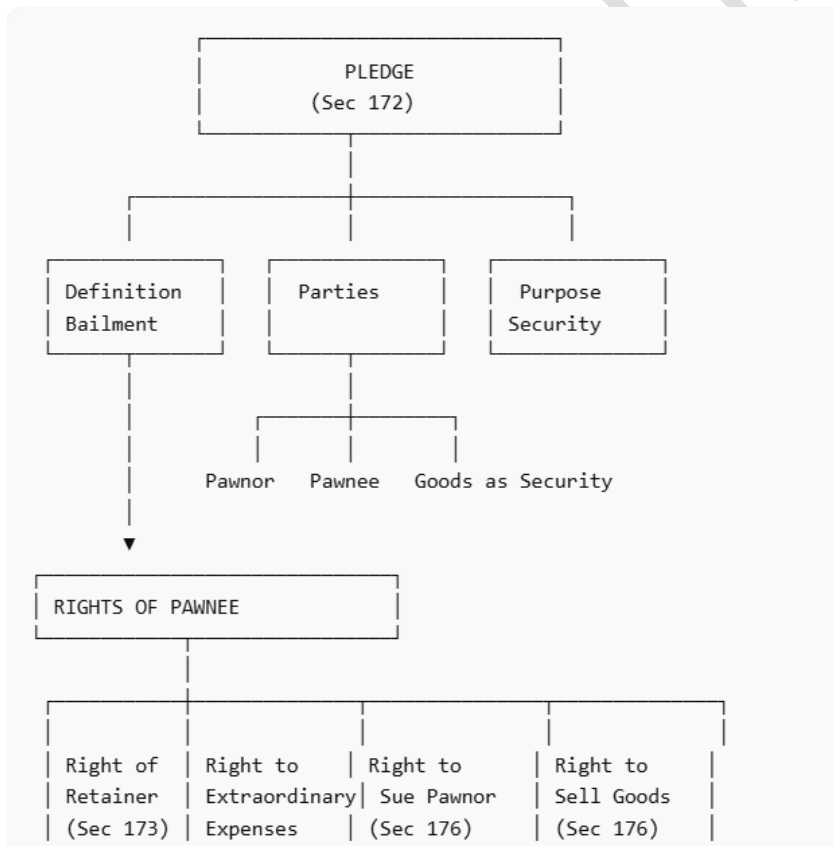 PLEDGE
(Sec 172)
Definition Parties Purpose
Bailment Security
Pawnor Pawnee Goods as Security
RIGHTS OF PAWNEE
Right of Right to Right to Right to
Retainer Extraordinary Sue Pawnor Sell Goods
(Sec 173) Expenses (Sec 176) (Sec 176)